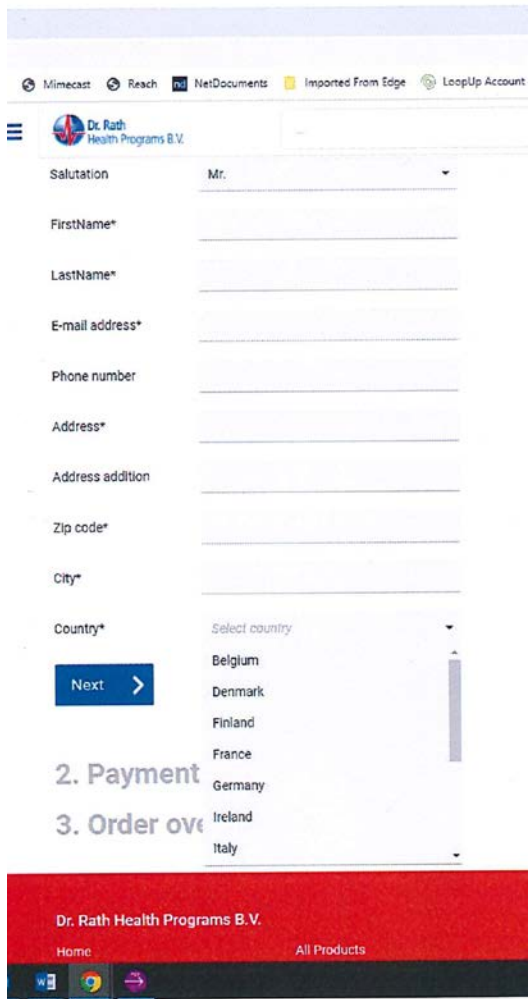 Mimecast Reach nd NetDocuments Imported From Edge LoopUp Account
Dr. Rath
Health Programs B.V.
Salutation Mr.
FirstName*
LastName*
E-mail address*
Phone number
Address*
Address addition
Zip code*
City*
Country* Select country
Belgium
Next
Denmark
Finland
France
2. Payment
Germany
3. Order ove
Ireland
Italy
Dr. Rath Health Programs B.V.
Home All Products
W